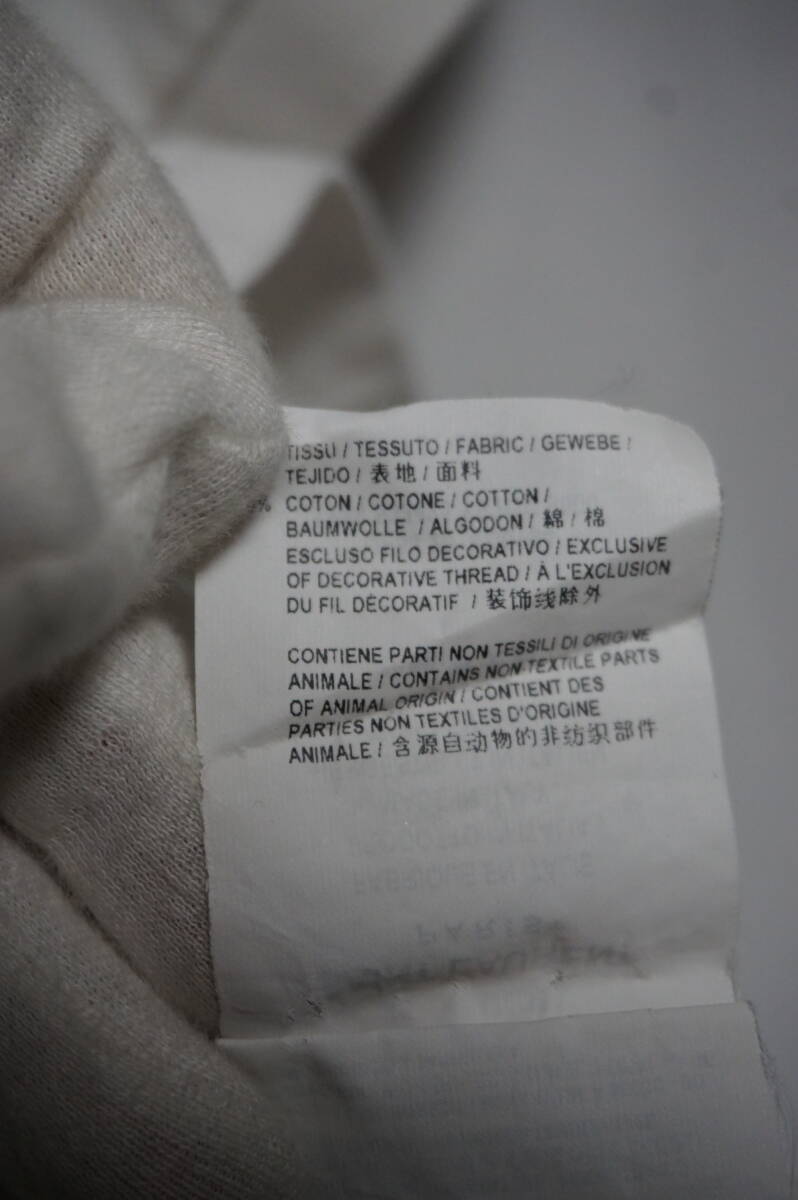 TISSU / TESSUTO / FABRIC / GEWEBE /
TEJIDO / 表地 / 面料
% COTON / COTONE / COTTON /
BAUMWOLLE / ALGODON / 綿 / 棉
ESCLUSO FILO DECORATIVO / EXCLUSIVE
OF DECORATIVE THREAD / À L'EXCLUSION
DU FIL DÉCORATIF / 装饰线除外
CONTIENE PARTI NON TESSILI DI ORIGINE
ANIMALE / CONTAINS NON-TEXTILE PARTS
OF ANIMAL ORIGIN / CONTIENT DES
PARTIES NON TEXTILES D'ORIGINE
ANIMALE / 含源自动物的非纺织部件